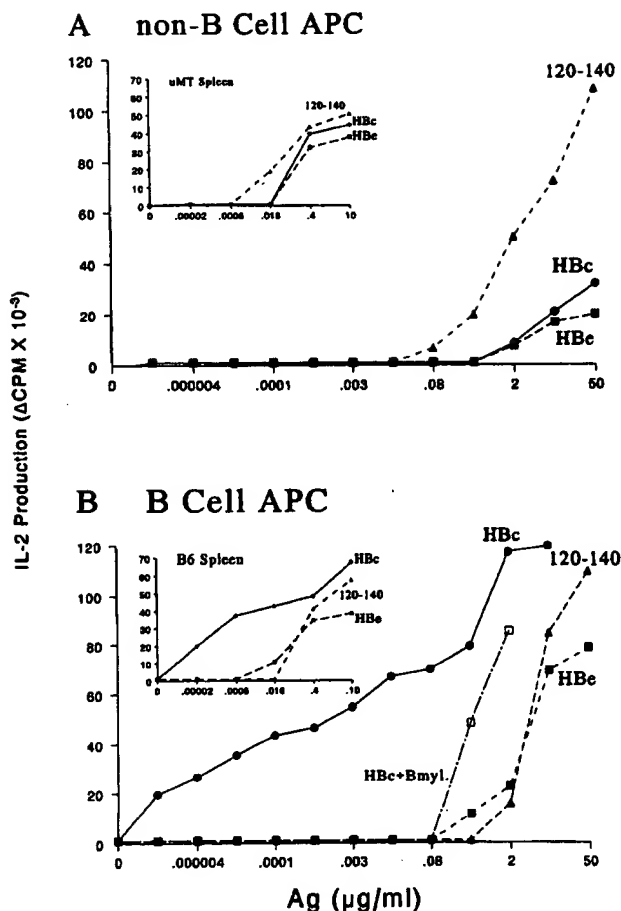 A non-B Cell APC
120
100
80
60
40
20
0
70
60
50
40
30
20
10
0
uMT Spleen
120-140
HBc
HBe
0 .00002 .0006 .016 .4 10
120-140
HBc
HBe
0 .000004 .0001 .003 .08 2 50
IL-2 Production (ΔCPM X 10⁻³)
B B Cell APC
120
100
80
60
40
20
0
70
60
50
40
30
20
10
0
B6 Spleen
HBc
120-140
HBe
0 .00002 .0006 .016 .4 .10
HBc
120-140
HBe
HBc+Bmyl.
0 .000004 .0001 .003 .08 2 50
Ag (µg/ml)